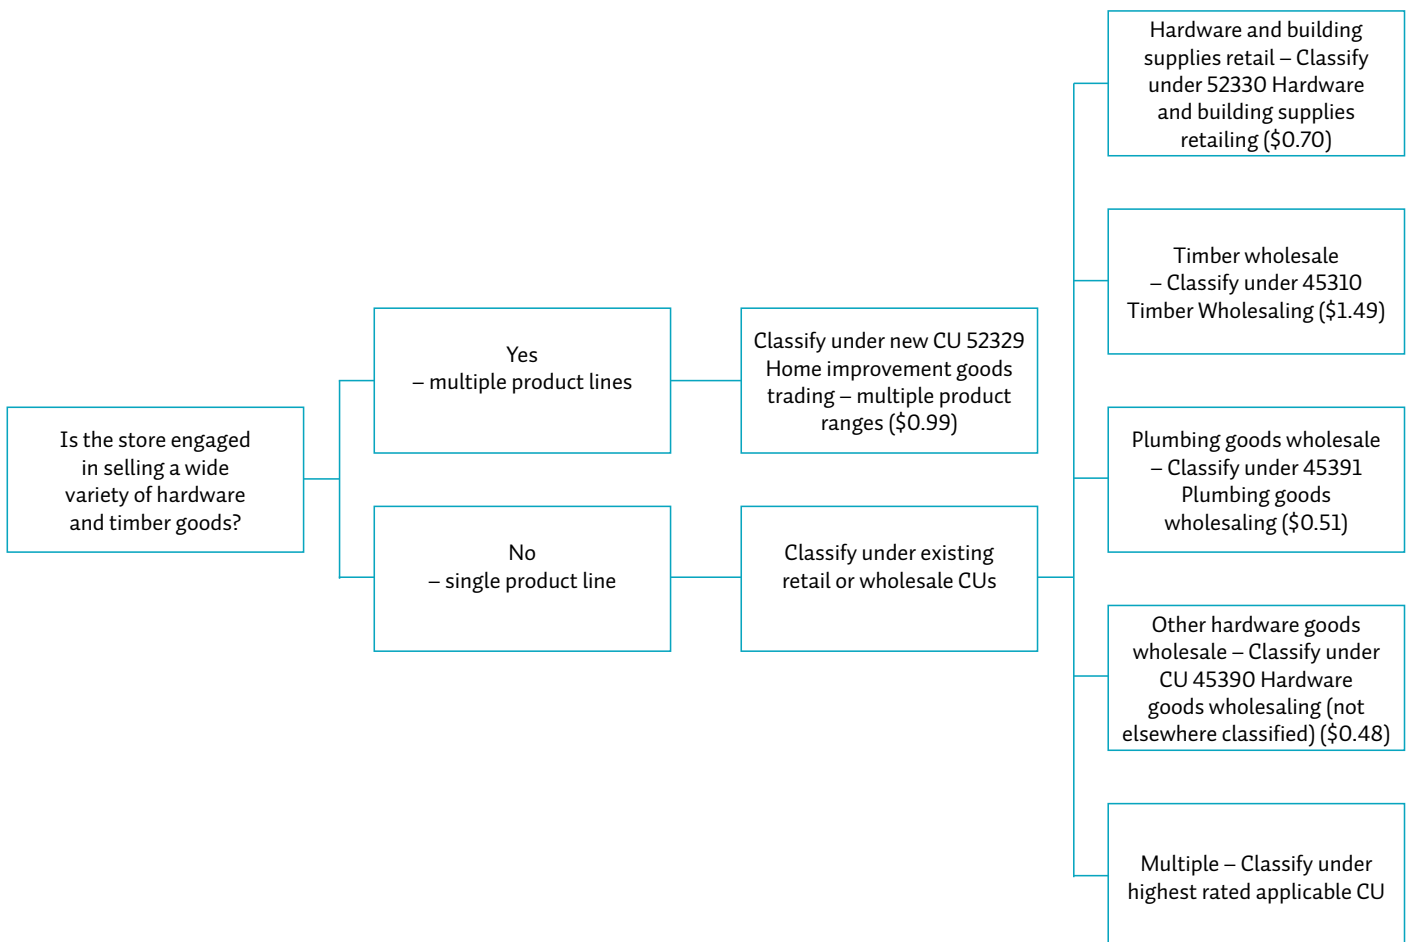 Is the store engaged
in selling a wide
variety of hardware
and timber goods?
Yes
– multiple product lines
No
– single product line
Classify under new CU 52329
Home improvement goods
trading – multiple product
ranges ($0.99)
Classify under existing
retail or wholesale CUs
Hardware and building
supplies retail – Classify
under 52330 Hardware
and building supplies
retailing ($0.70)
Timber wholesale
– Classify under 45310
Timber Wholesaling ($1.49)
Plumbing goods wholesale
– Classify under 45391
Plumbing goods
wholesaling ($0.51)
Other hardware goods
wholesale – Classify under
CU 45390 Hardware
goods wholesaling (not
elsewhere classified) ($0.48)
Multiple – Classify under
highest rated applicable CU